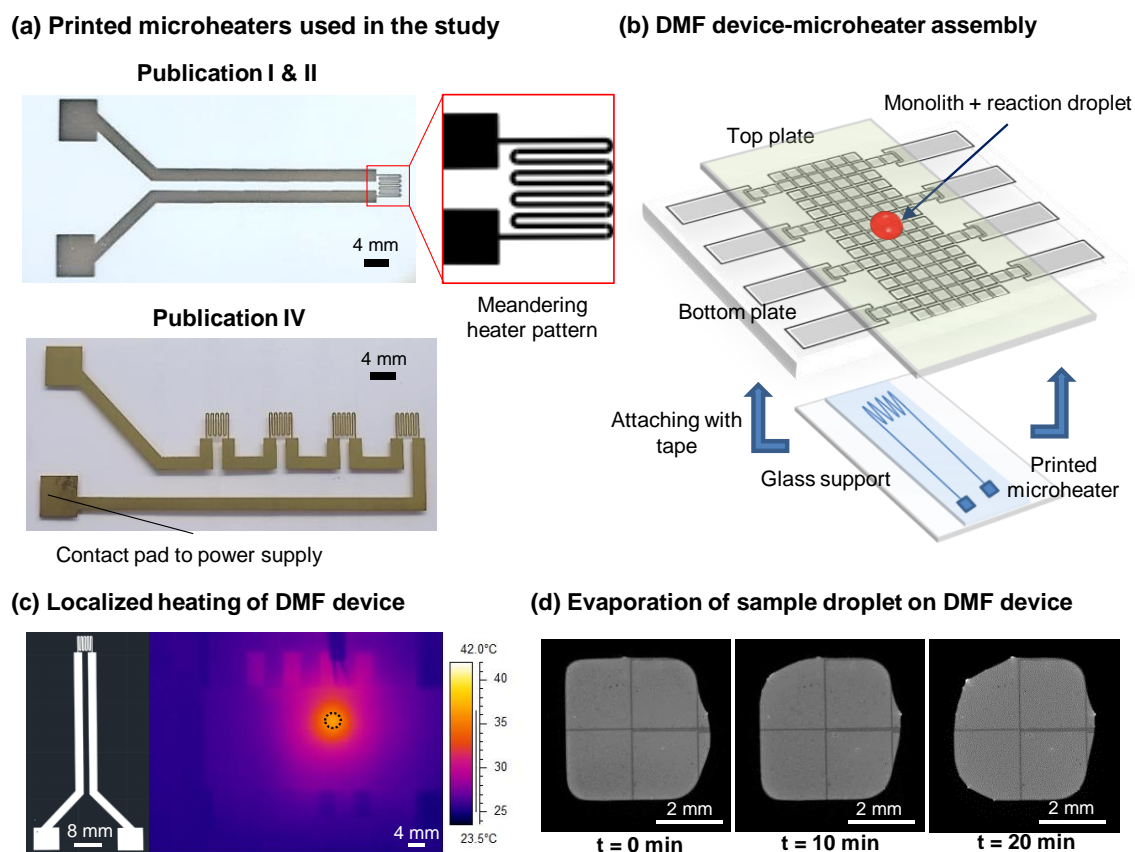 (a) Printed microheaters used in the study
Publication I & II
4 mm
Meandering
heater pattern
Publication IV
4 mm
Contact pad to power supply
(b) DMF device-microheater assembly
Monolith + reaction droplet
Top plate
Bottom plate
Attaching with
tape
Glass support
Printed
microheater
(c) Localized heating of DMF device
8 mm
4 mm
42.0°C
40
35
30
25
23.5°C
(d) Evaporation of sample droplet on DMF device
2 mm
t = 0 min
2 mm
t = 10 min
2 mm
t = 20 min